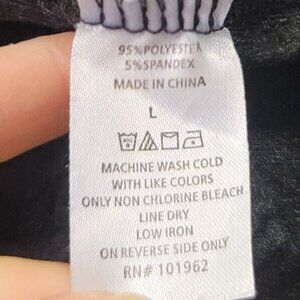 95%POLYESTER
5%SPANDEX
MADE IN CHINA
L
MACHINE WASH COLD
WITH LIKE COLORS
ONLY NON CHLORINE BLEACH
LINE DRY
LOW IRON
ON REVERSE SIDE ONLY
RN# 101962